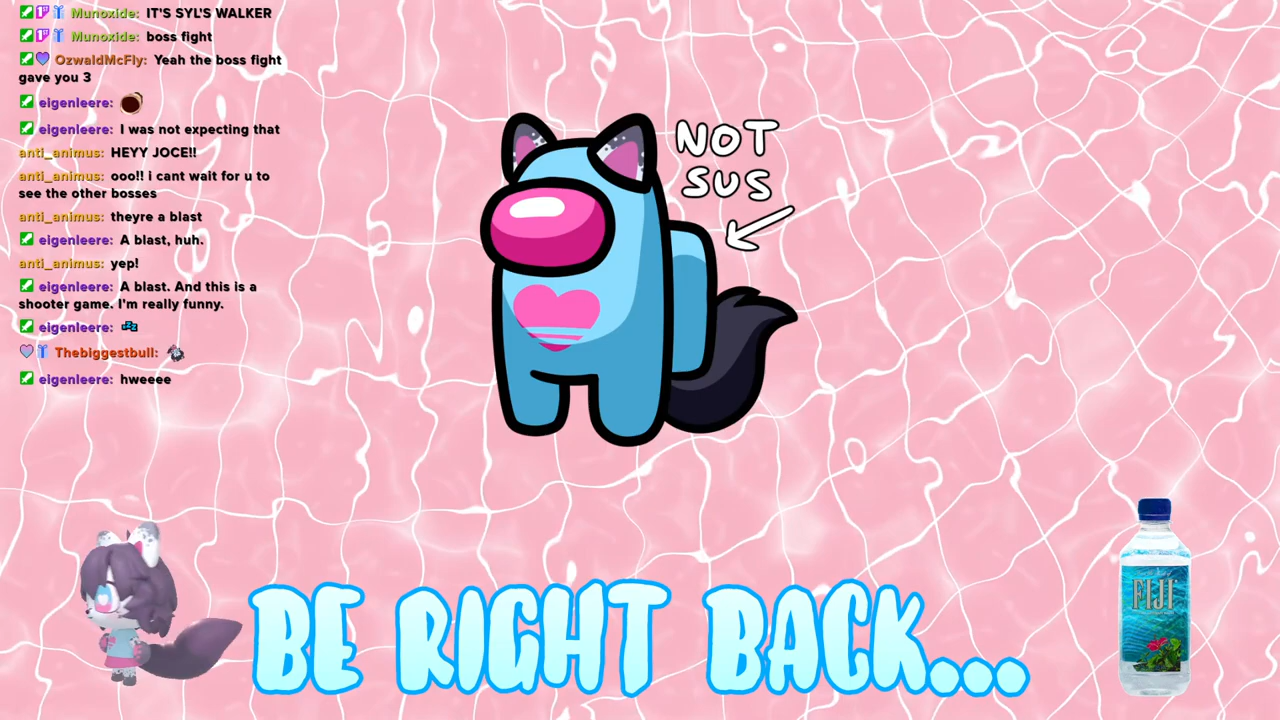 Munoxide: IT'S SYL'S WALKER
Munoxide: boss fight
OzwaldMcFly: Yeah the boss fight
gave you 3
eigenleere:
eigenleere: I was not expecting that
anti_animus: HEYY JOCE!!
anti_animus: ooo!! i cant wait for u to
see the other bosses
anti_animus: theyre a blast
eigenleere: A blast, huh.
anti_animus: yep!
eigenleere: A blast. And this is a
shooter game. I'm really funny.
eigenleere:
Thebiggestbull:
eigenleere: hweeee
NOT
SUS
FIJI
BE RIGHT BACK...